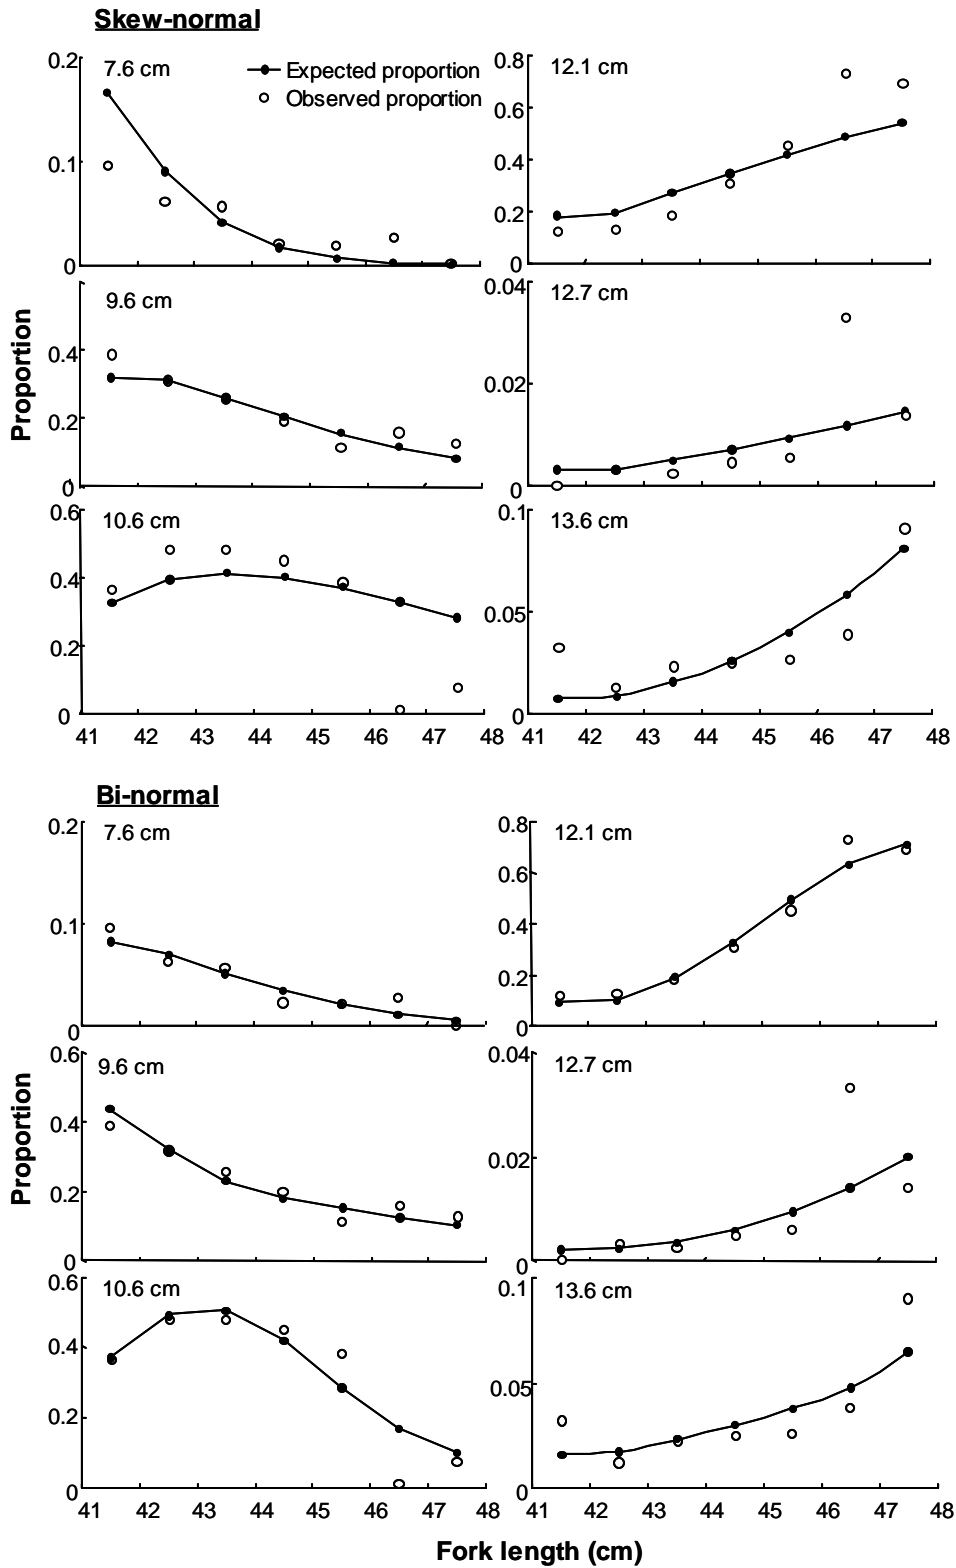 Skew-normal
0.2
7.6 cm
Expected proportion
Observed proportion
0.1
0
0.8
12.1 cm
0.6
0.4
0.2
0
9.6 cm
0.4
0.2
0
0.04
12.7 cm
0.02
0
Proportion
0.6
10.6 cm
0.4
0.2
0
41 42 43 44 45 46 47 48
0.1
13.6 cm
0.05
0
41 42 43 44 45 46 47 48
Bi-normal
0.2
7.6 cm
0.1
0
0.8
12.1 cm
0.6
0.4
0.2
0
0.6
9.6 cm
0.4
0.2
0
0.04
12.7 cm
0.02
0
Proportion
0.6
10.6 cm
0.4
0.2
0
41 42 43 44 45 46 47 48
0.1
13.6 cm
0.05
0
41 42 43 44 45 46 47 48
Fork length (cm)